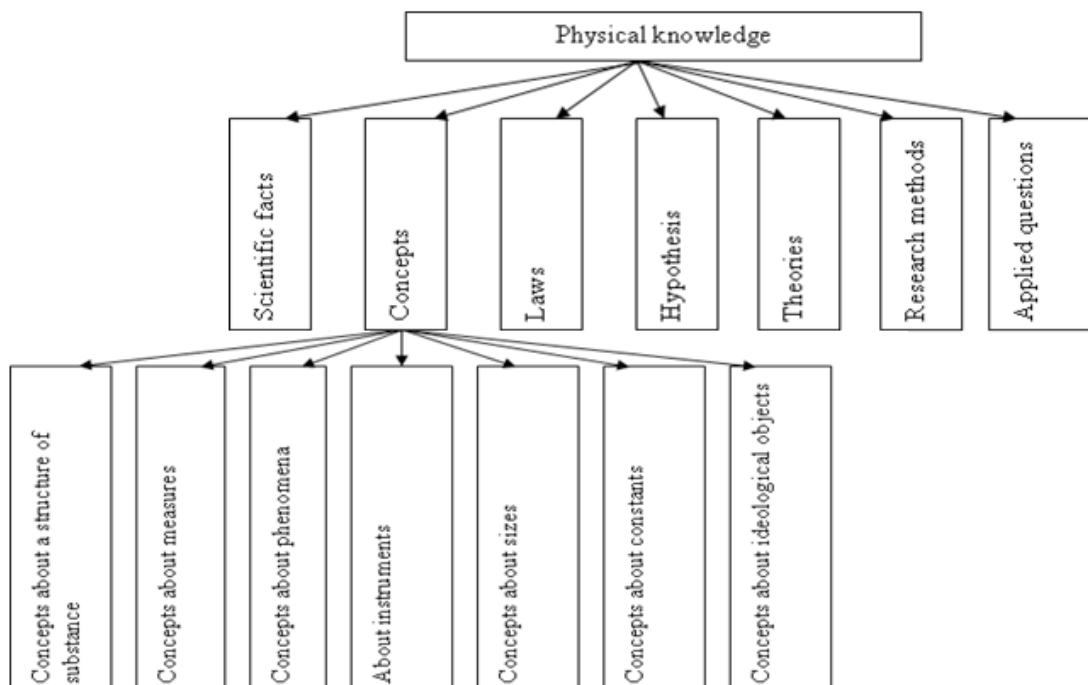 Physical knowledge
Scientific facts
Concepts
Laws
Hypothesis
Theories
Research methods
Applied questions
Concepts about a structure of
substance
Concepts about measures
Concepts about phenomena
About instruments
Concepts about sizes
Concepts about constants
Concepts about ideological objects